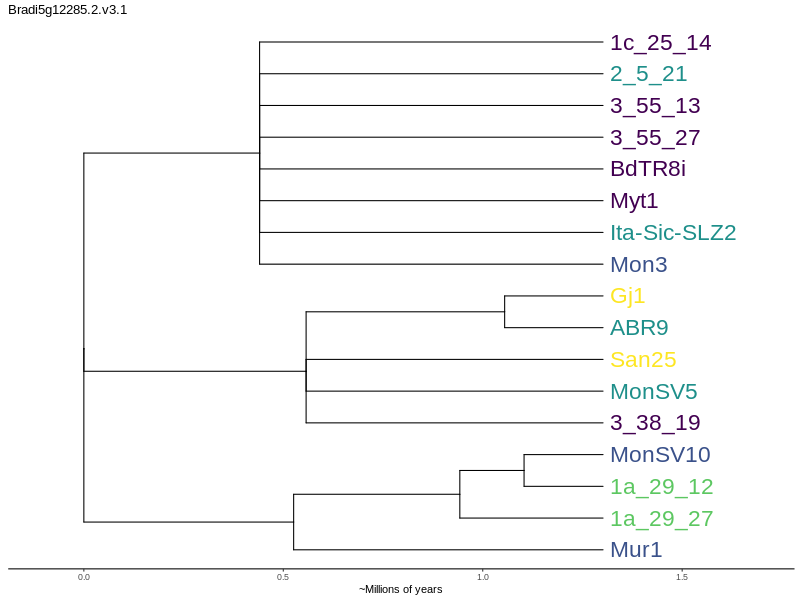 Bradi5g12285.2.v3.1
1c_25_14
2_5_21
3_55_13
3_55_27
BdTR8i
Myt1
Ita-Sic-SLZ2
Mon3
Gj1
ABR9
San25
MonSV5
3_38_19
MonSV10
1a_29_12
1a_29_27
Mur1
0.0 0.5 1.0 1.5
~Millions of years